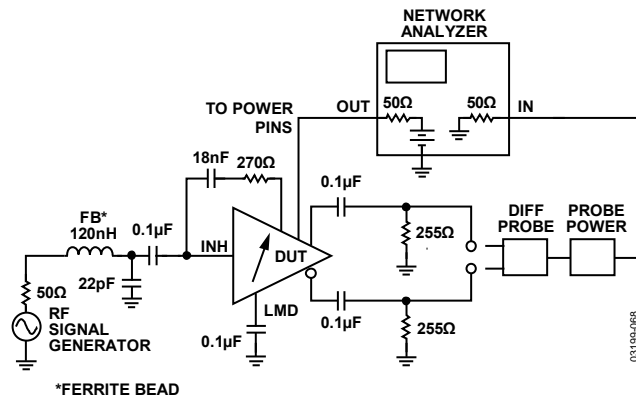 NETWORK
ANALYZER
OUT
50Ω
50Ω
IN
TO POWER
PINS
18nF
270Ω
0.1µF
FB*
120nH
0.1µF
INH
DUT
255Ω
DIFF
PROBE
PROBE
POWER
50Ω
22pF
LMD
0.1µF
0.1µF
255Ω
RF
SIGNAL
GENERATOR
*FERRITE BEAD
03199-068